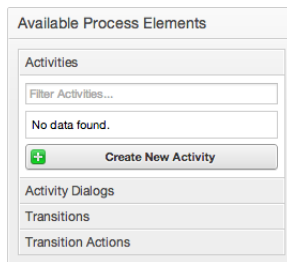 Available Process Elements
Activities
Filter Activities...
No data found.
Create New Activity
Activity Dialogs
Transitions
Transition Actions